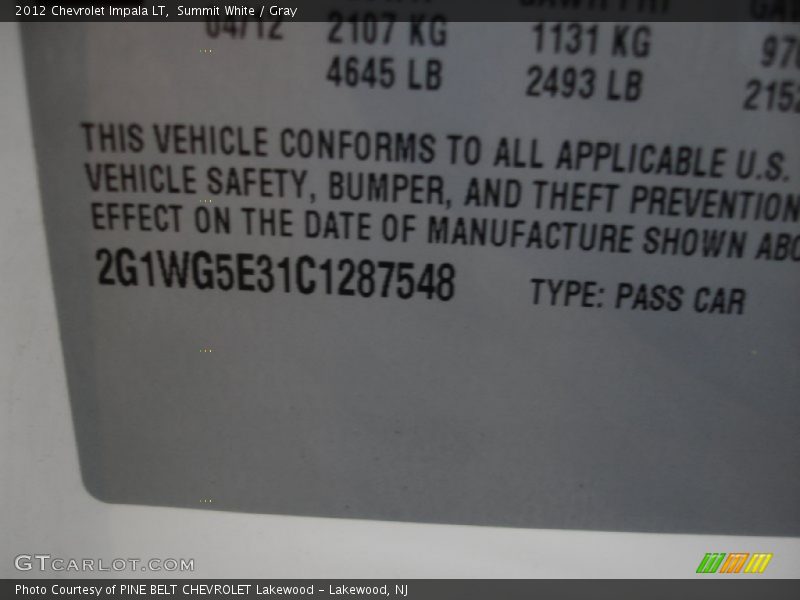 2012 Chevrolet Impala LT, Summit White / Gray
04/12 2107 KG 1131 KG
4645 LB 2493 LB 2152
THIS VEHICLE CONFORMS TO ALL APPLICABLE U.S.
VEHICLE SAFETY, BUMPER, AND THEFT PREVENTION
EFFECT ON THE DATE OF MANUFACTURE SHOWN ABO
2G1WG5E31C1287548 TYPE: PASS CAR
GTCARLOT.COM
Photo Courtesy of PINE BELT CHEVROLET Lakewood - Lakewood, NJ